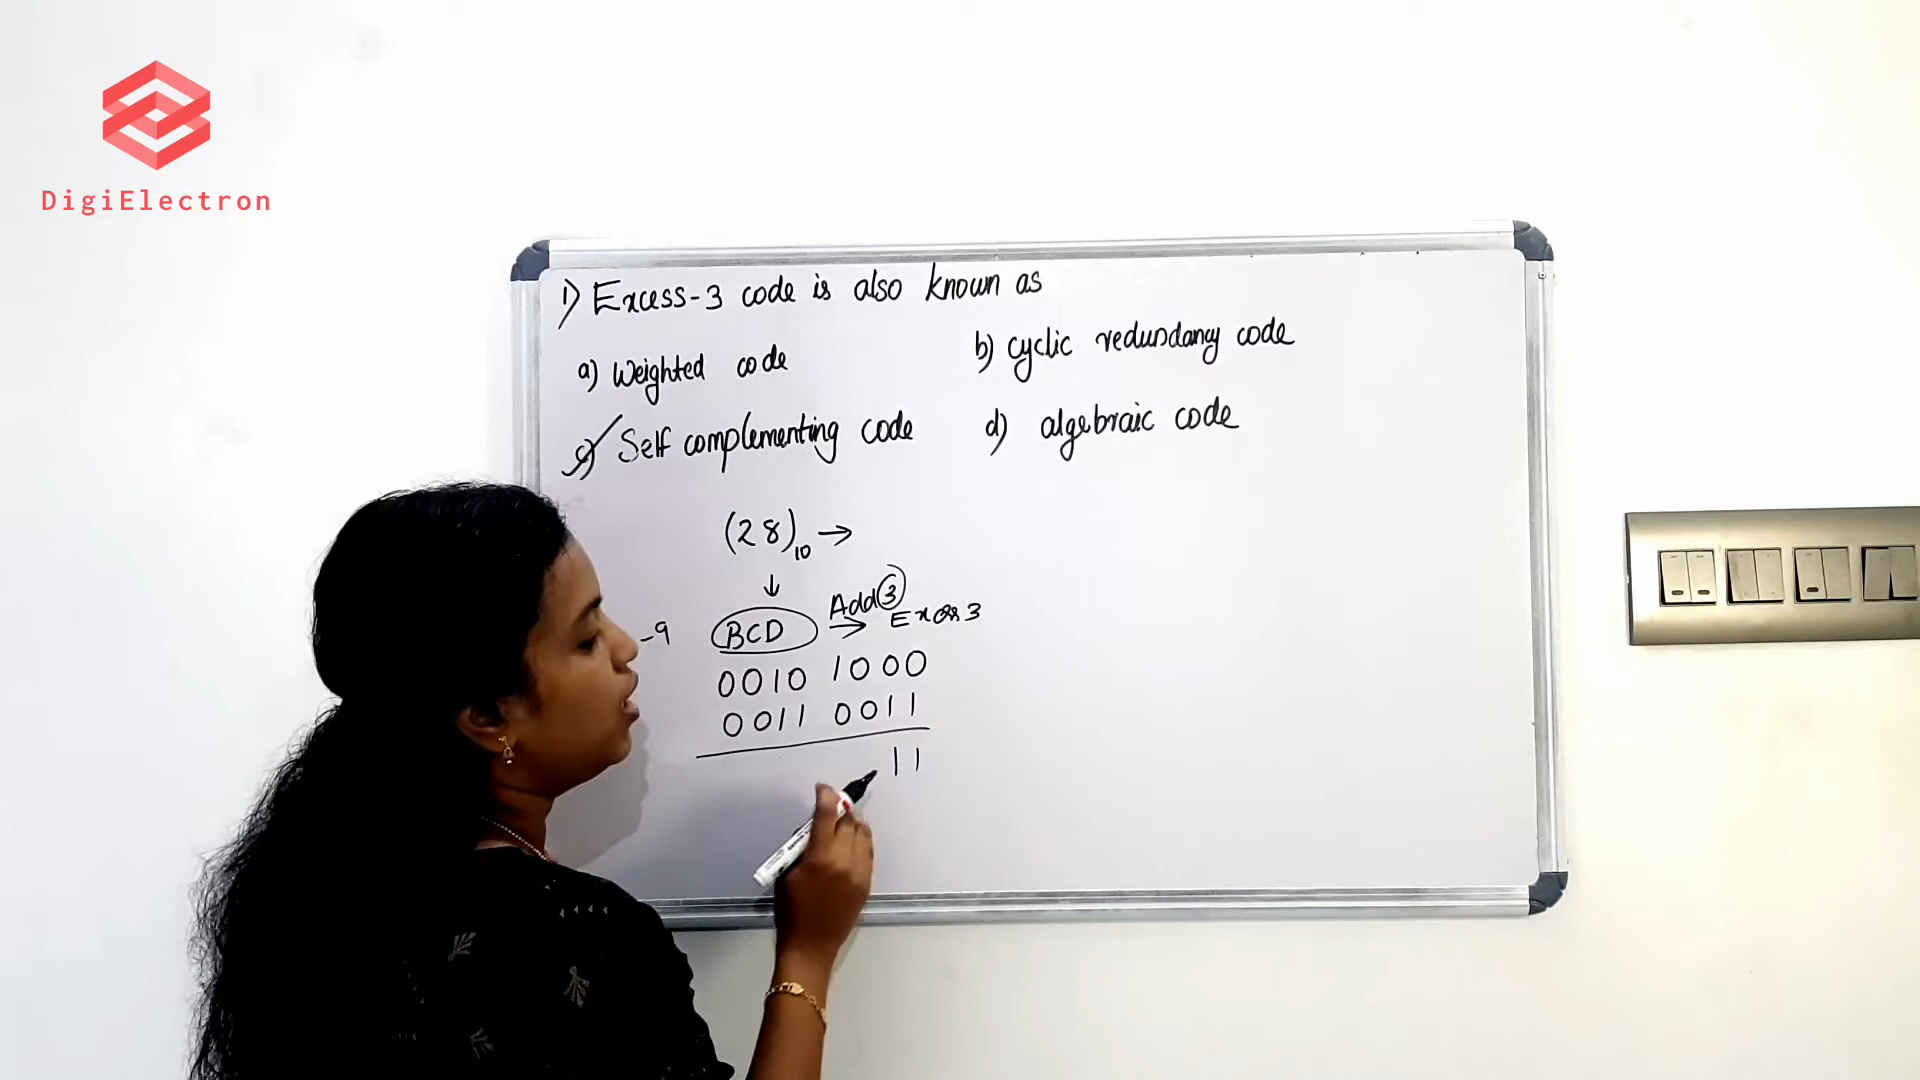 DigiElectron
1) Excess-3 code is also known as
a) Weighted code
b) Cyclic redundancy code
c) Self complementing code
d) algebraic code
(28)10 →
↓
-9 BCD → Add 3 Excess 3
0010 1000
0011 0011
11